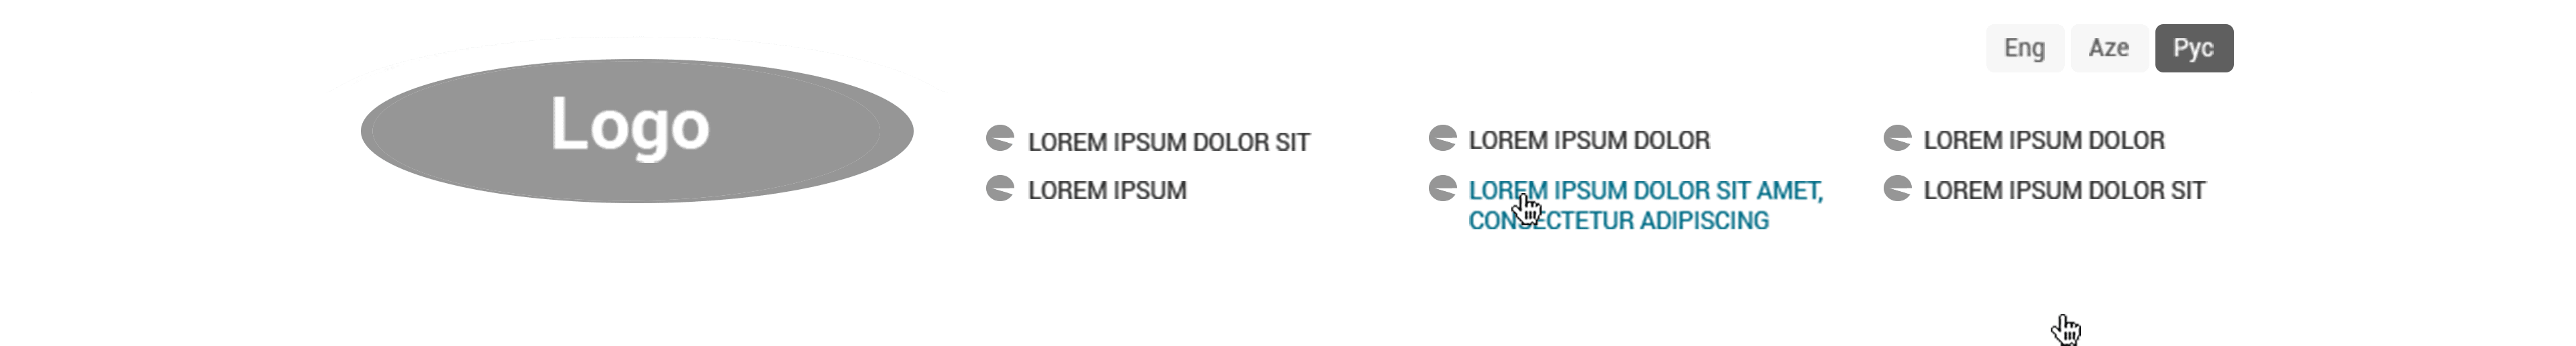 Eng Aze Рус
Logo
LOREM IPSUM DOLOR SIT
LOREM IPSUM
LOREM IPSUM DOLOR
LOREM IPSUM DOLOR SIT AMET,
CONSECTETUR ADIPISCING
LOREM IPSUM DOLOR
LOREM IPSUM DOLOR SIT